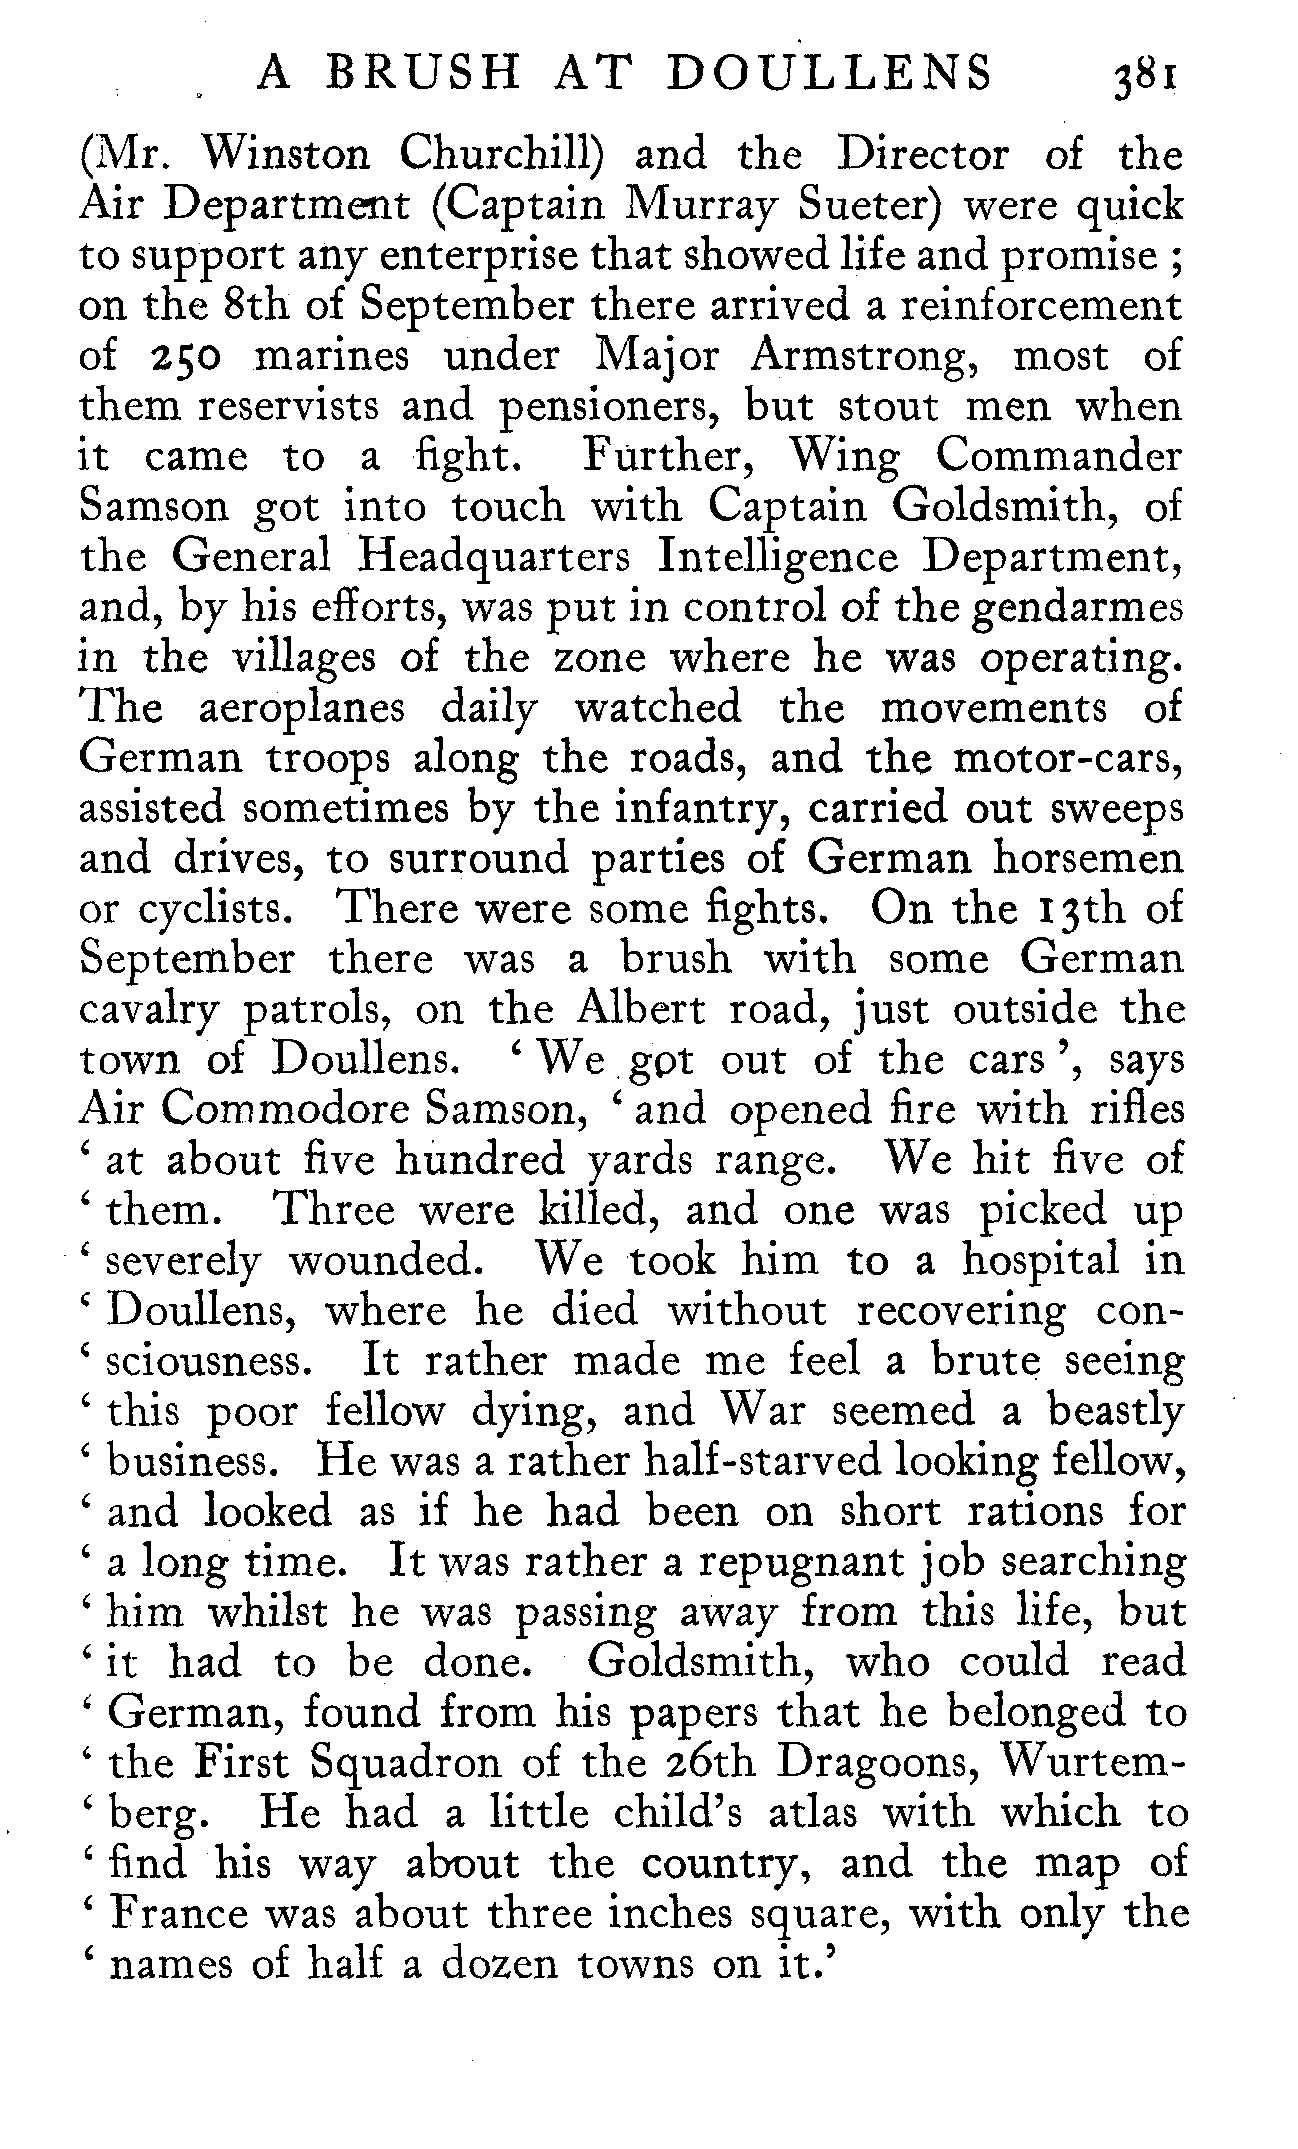 A BRUSH AT DOULLENS 381
(Mr. Winston Churchill) and the Director of the
Air Department (Captain Murray Sueter) were quick
to support any enterprise that showed life and promise ;
on the 8th of September there arrived a reinforcement
of 250 marines under Major Armstrong, most of
them reservists and pensioners, but stout men when
it came to a fight. Further, Wing Commander
Samson got into touch with Captain Goldsmith, of
the General Headquarters Intelligence Department,
and, by his efforts, was put in control of the gendarmes
in the villages of the zone where he was operating.
The aeroplanes daily watched the movements of
German troops along the roads, and the motor-cars,
assisted sometimes by the infantry, carried out sweeps
and drives, to surround parties of German horsemen
or cyclists. There were some fights. On the 13th of
September there was a brush with some German
cavalry patrols, on the Albert road, just outside the
town of Doullens. ‘ We got out of the cars ’, says
Air Commodore Samson, ‘ and opened fire with rifles
‘ at about five hundred yards range. We hit five of
‘ them. Three were killed, and one was picked up
‘ severely wounded. We took him to a hospital in
‘ Doullens, where he died without recovering con-
‘ sciousness. It rather made me feel a brute seeing
‘ this poor fellow dying, and War seemed a beastly
‘ business. He was a rather half-starved looking fellow,
‘ and looked as if he had been on short rations for
‘ a long time. It was rather a repugnant job searching
‘ him whilst he was passing away from this life, but
‘ it had to be done. Goldsmith, who could read
‘ German, found from his papers that he belonged to
‘ the First Squadron of the 26th Dragoons, Wurtem-
‘ berg. He had a little child’s atlas with which to
‘ find his way about the country, and the map of
‘ France was about three inches square, with only the
‘ names of half a dozen towns on it.’